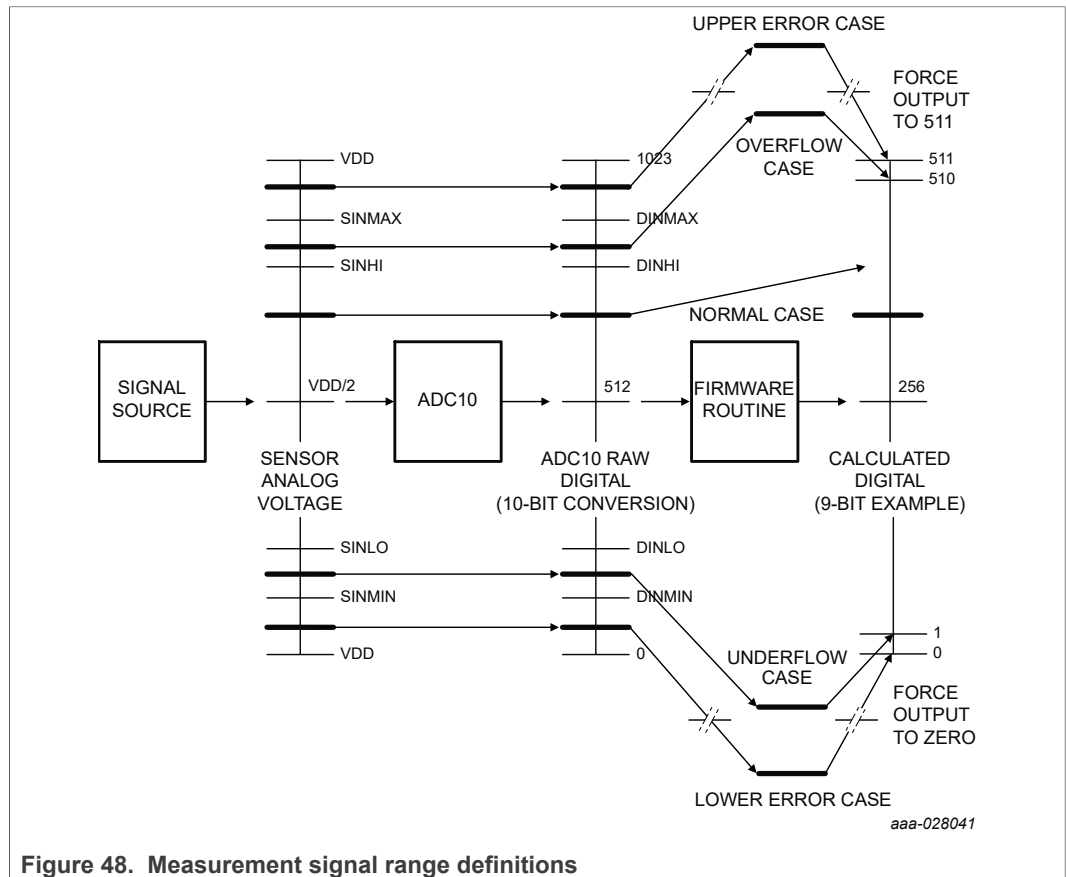 UPPER ERROR CASE
FORCE
OUTPUT
TO 511
OVERFLOW
CASE
VDD
1023
511
510
SINMAX
DINMAX
SINHI
DINHI
NORMAL CASE
SIGNAL
SOURCE
VDD/2
ADC10
512
FIRMWARE
ROUTINE
256
SENSOR
ANALOG
VOLTAGE
ADC10 RAW
DIGITAL
(10-BIT CONVERSION)
CALCULATED
DIGITAL
(9-BIT EXAMPLE)
SINLO
DINLO
SINMIN
DINMIN
VDD
0
1
0
UNDERFLOW
CASE
FORCE
OUTPUT
TO ZERO
LOWER ERROR CASE
aaa-028041
Figure 48. Measurement signal range definitions